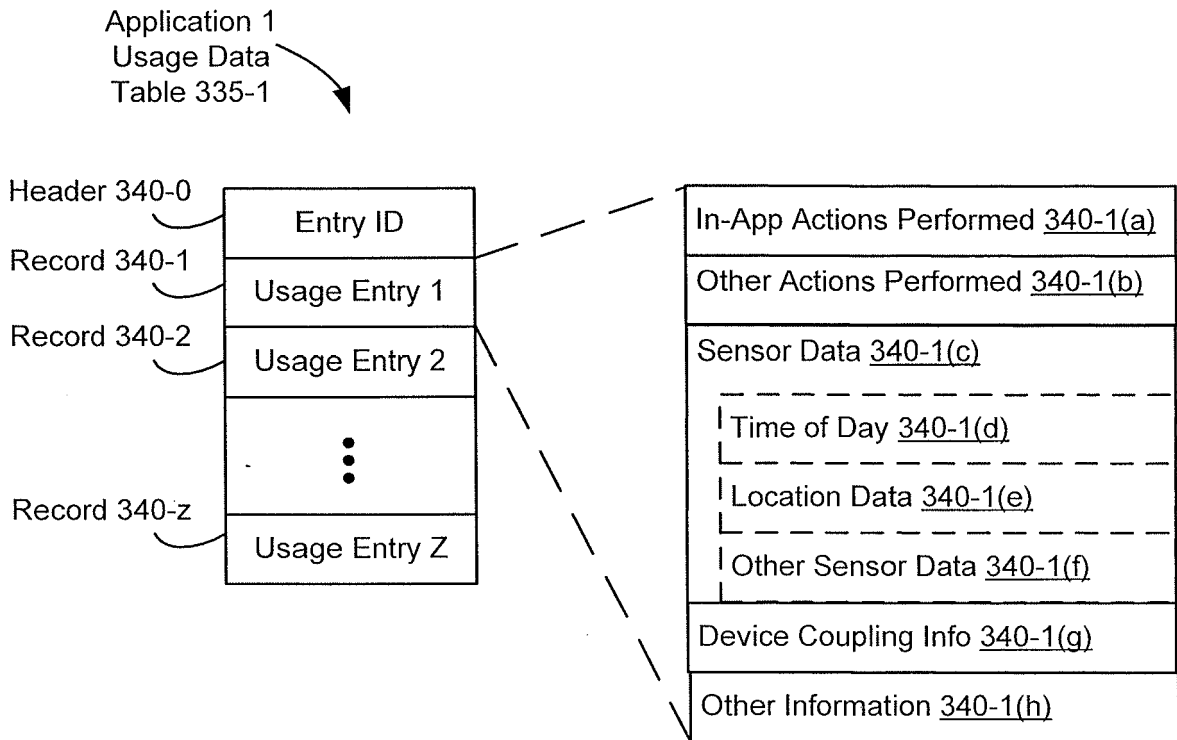 Application 1
Usage Data
Table 335-1
Header 340-0
Entry ID
Record 340-1
Usage Entry 1
Record 340-2
Usage Entry 2
Record 340-z
Usage Entry Z
In-App Actions Performed 340-1(a)
Other Actions Performed 340-1(b)
Sensor Data 340-1(c)
Time of Day 340-1(d)
Location Data 340-1(e)
Other Sensor Data 340-1(f)
Device Coupling Info 340-1(g)
Other Information 340-1(h)